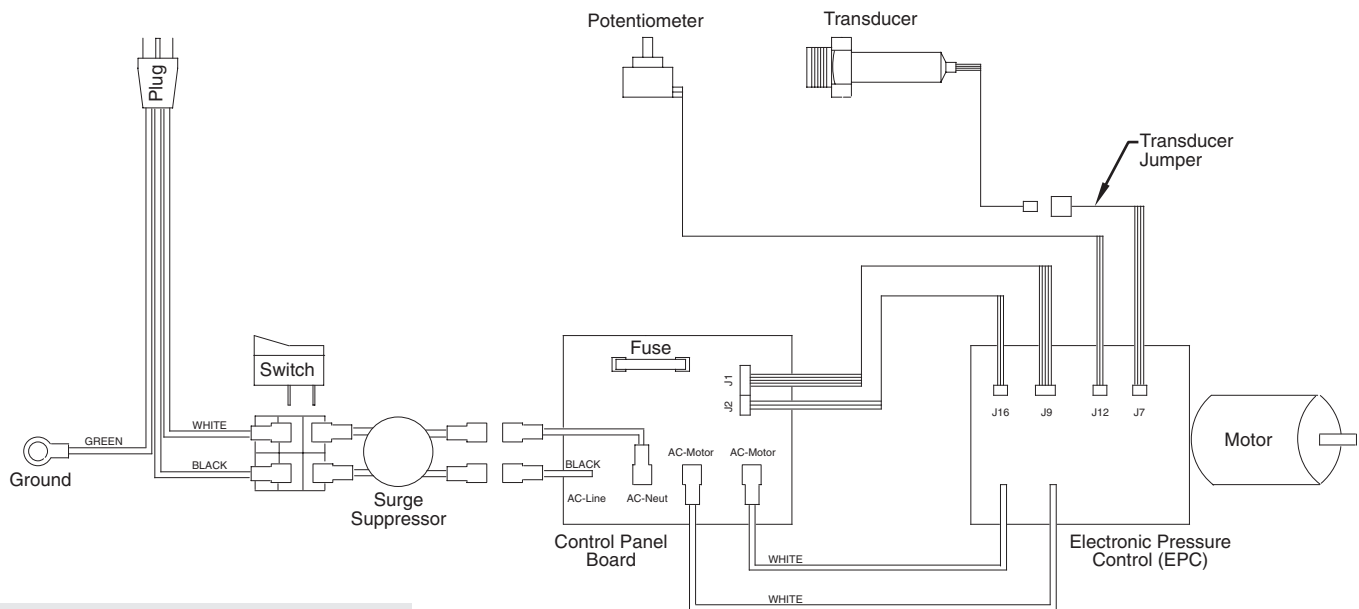 Potentiometer
Transducer
Plug
Transducer
Jumper
Fuse
Switch
J1
J2
J16
J9
J12
J7
WHITE
GREEN
Motor
Ground
BLACK
BLACK
AC-Motor
AC-Motor
AC-Line
AC-Neut
Surge
Suppressor
Control Panel
Board
Electronic Pressure
Control (EPC)
WHITE
WHITE